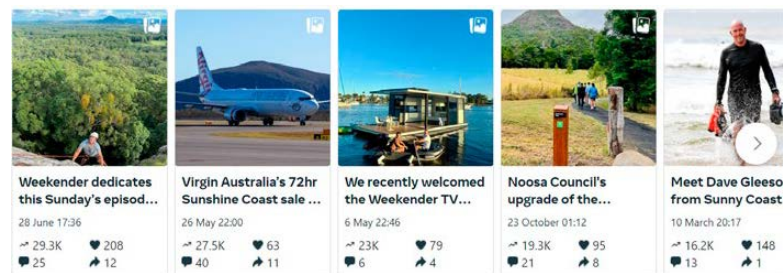 Weekender dedicates
this Sunday's episod...
28 June 17:36
29.3K 208
25 12
Virgin Australia's 72hr
Sunshine Coast sale ...
26 May 22:00
27.5K 63
40 11
We recently welcomed
the Weekender TV...
6 May 22:46
23K 79
6 4
Noosa Council's
upgrade of the...
23 October 01:12
19.3K 95
21 8
Meet Dave Gleeso
from Sunny Coast
10 March 20:17
16.2K 148
13 1